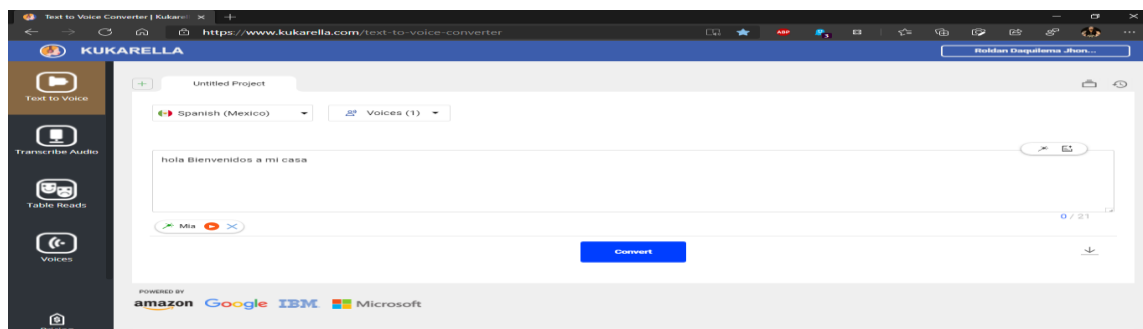 Text to Voice Converter | Kukarell
https://www.kukarella.com/text-to-voice-converter
ABP
KUKARELLA
Roldan Daquilema Jhon...
Text to Voice
Untitled Project
Spanish (Mexico)
Voices (1)
Transcribe Audio
hola Bienvenidos a mi casa
Table Reads
0 / 21
Mia
Voices
Convert
POWERED BY
amazon Google IBM Microsoft